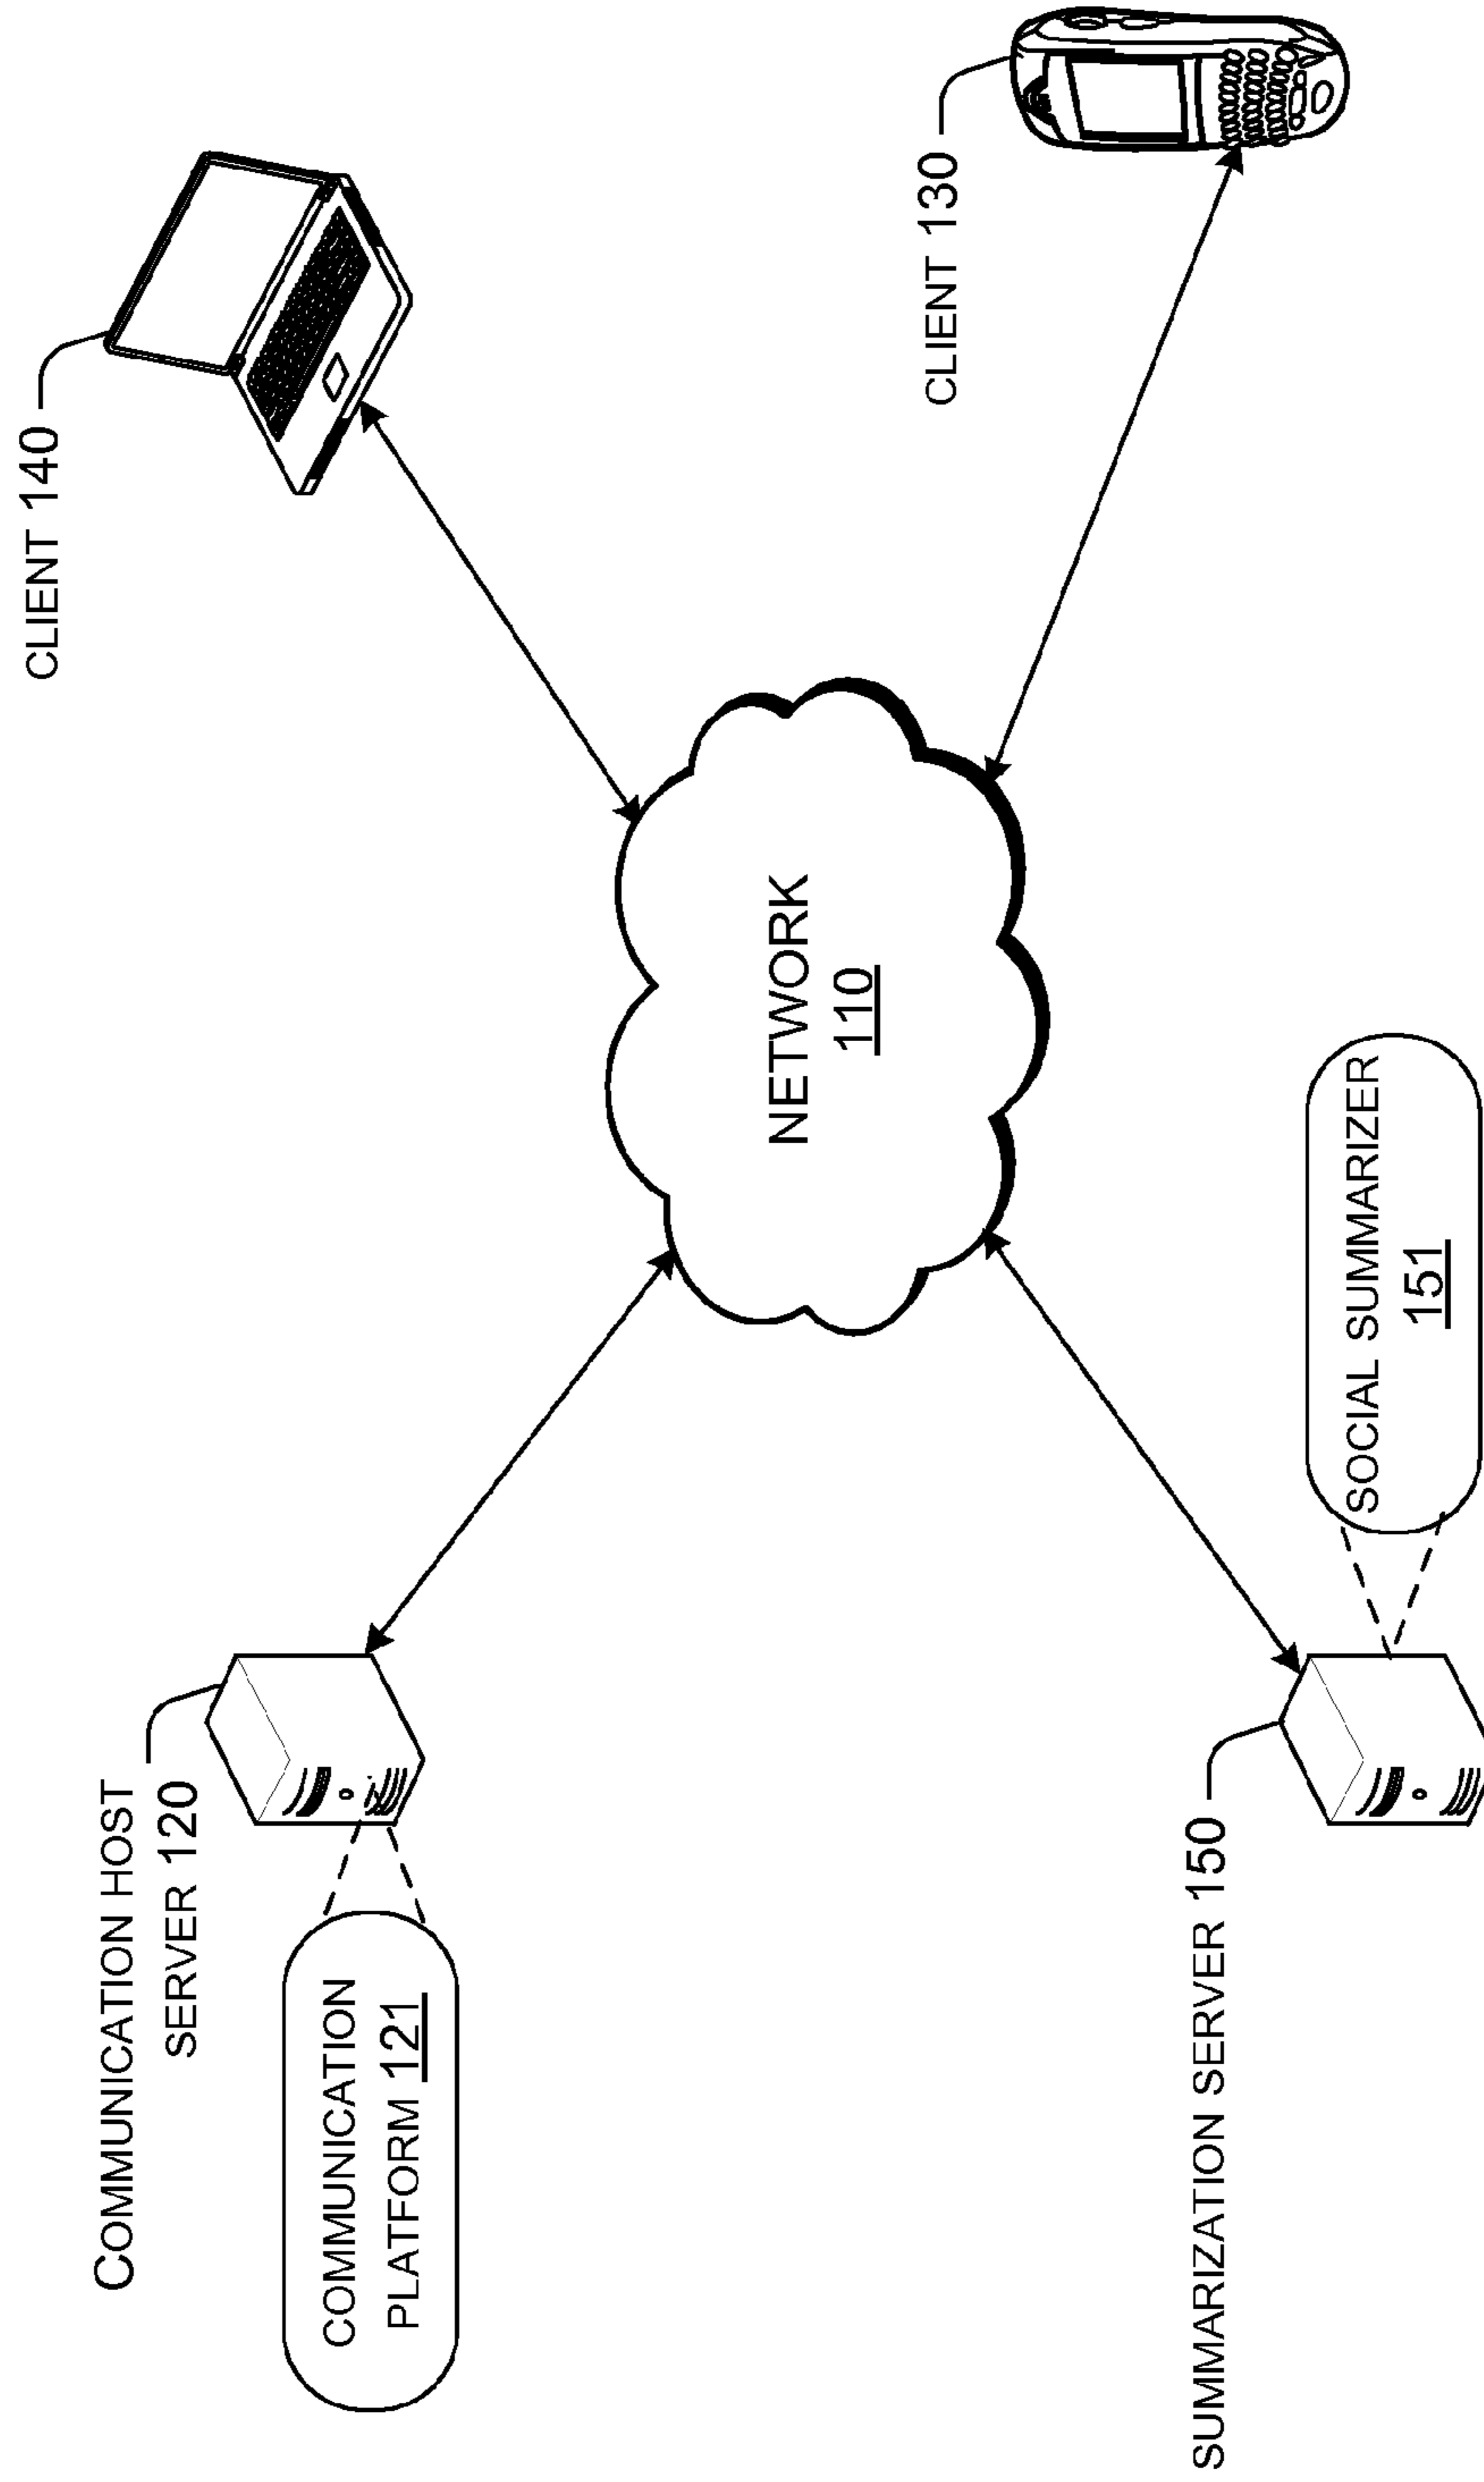 COMMUNICATION HOST
SERVER 120
COMMUNICATION
PLATFORM 121
CLIENT 140
NETWORK
110
CLIENT 130
SUMMARIZATION SERVER 150
SOCIAL SUMMARIZER
151